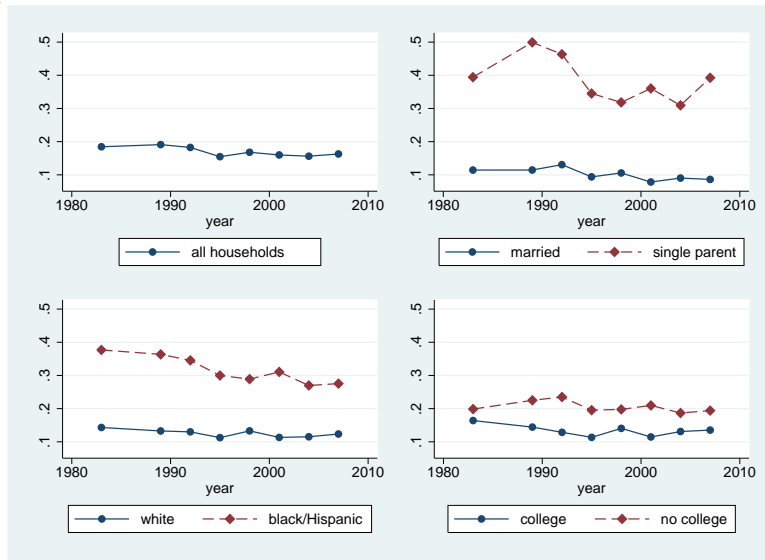 .5
.4
.3
.2
.1
1980 1990 2000 2010
year
all households
.5
.4
.3
.2
.1
1980 1990 2000 2010
year
married single parent
.5
.4
.3
.2
.1
1980 1990 2000 2010
year
white black/Hispanic
.5
.4
.3
.2
.1
1980 1990 2000 2010
year
college no college